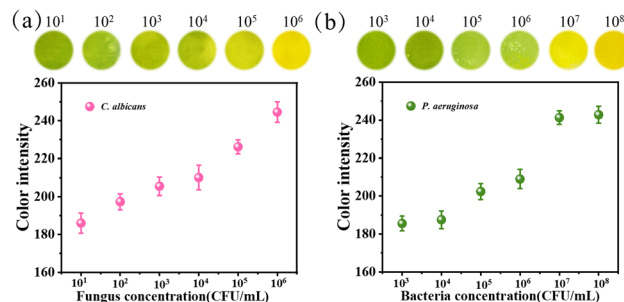 (a)
10¹ 10² 10³ 10⁴ 10⁵ 10⁶
260
240
220
200
180
160
Color intensity
C. albicans
10¹ 10² 10³ 10⁴ 10⁵ 10⁶
Fungus concentration(CFU/mL)
(b)
10³ 10⁴ 10⁵ 10⁶ 10⁷ 10⁸
260
240
220
200
180
160
Color intensity
P. aeruginosa
10³ 10⁴ 10⁵ 10⁶ 10⁷ 10⁸
Bacteria concentration(CFU/mL)